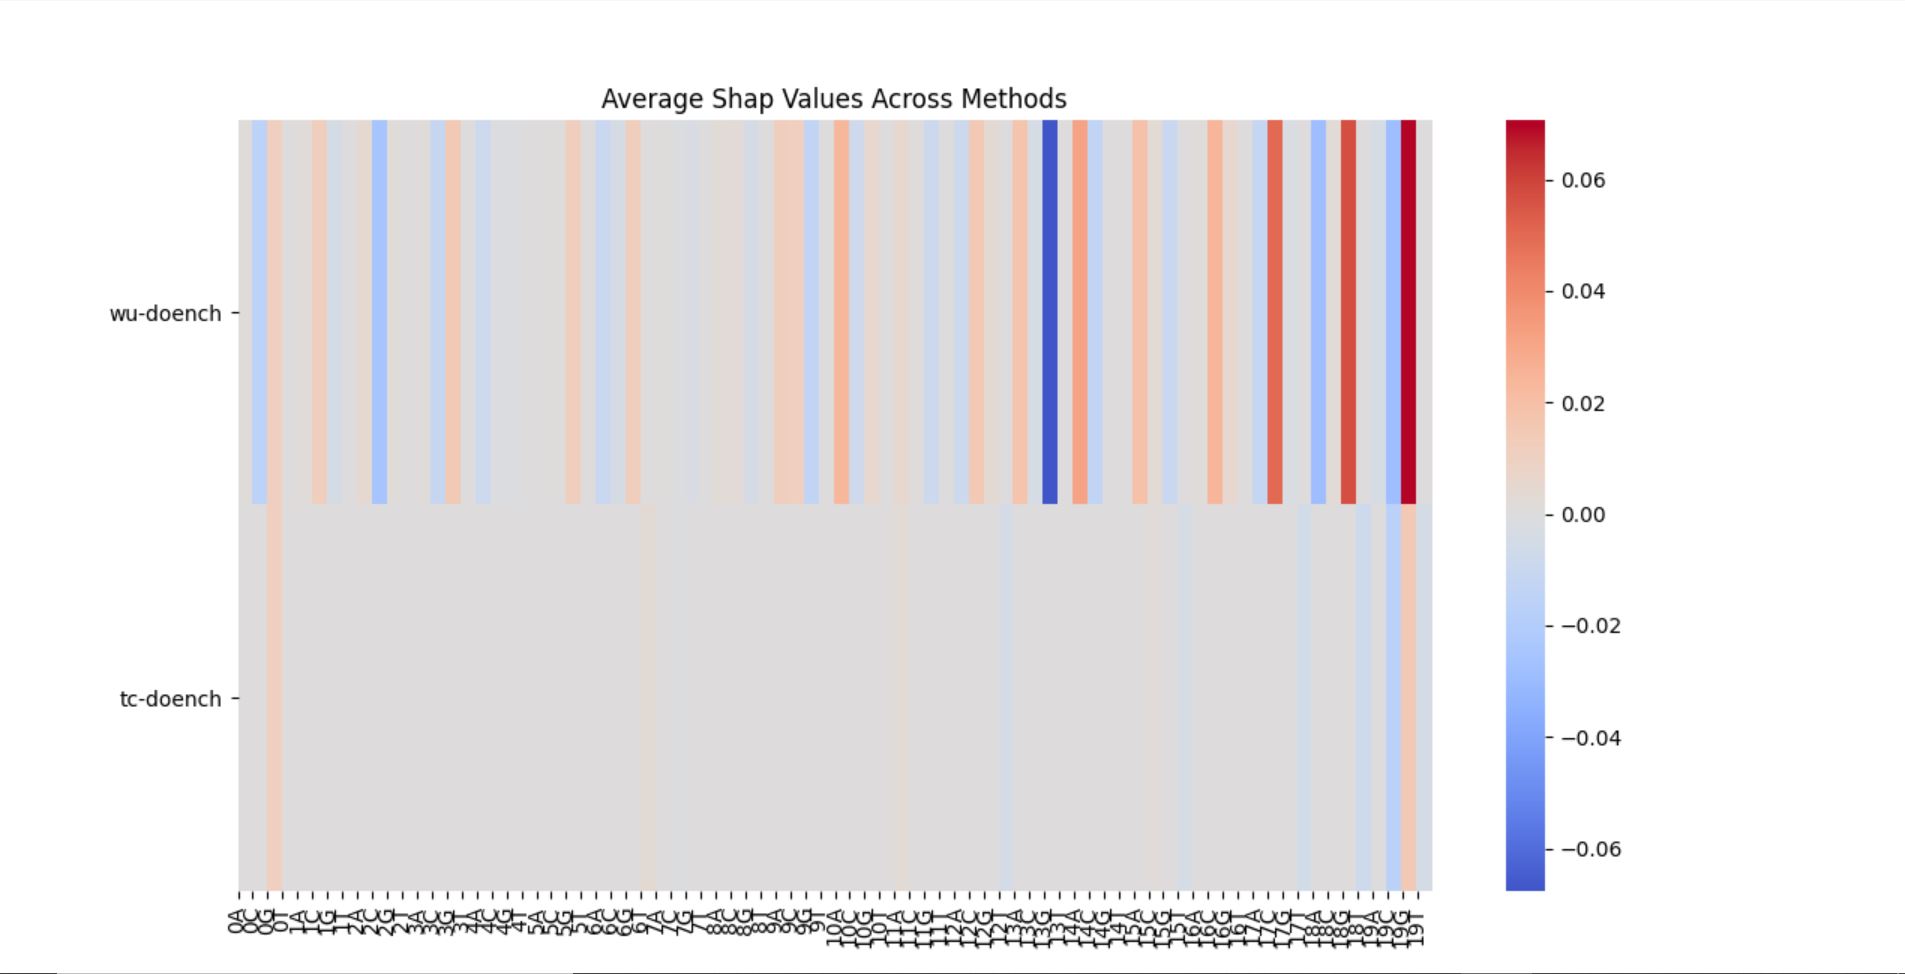 Average Shap Values Across Methods
wu-doench
tc-doench
0.06
0.04
0.02
0.00
−0.02
−0.04
−0.06
0A
0C
0G
0T
1A
1C
1G
1T
2A
2C
2G
2T
3A
3C
3G
3T
4A
4C
4G
4T
5A
5C
5G
5T
6A
6C
6G
6T
7A
7C
7G
7T
8A
8C
8G
8T
9A
9C
9G
9T
10A
10C
10G
10T
11A
11C
11G
11T
12A
12C
12G
12T
13A
13C
13G
13T
14A
14C
14G
14T
15A
15C
15G
15T
16A
16C
16G
16T
17A
17C
17G
17T
18A
18C
18G
18T
19A
19C
19G
19T